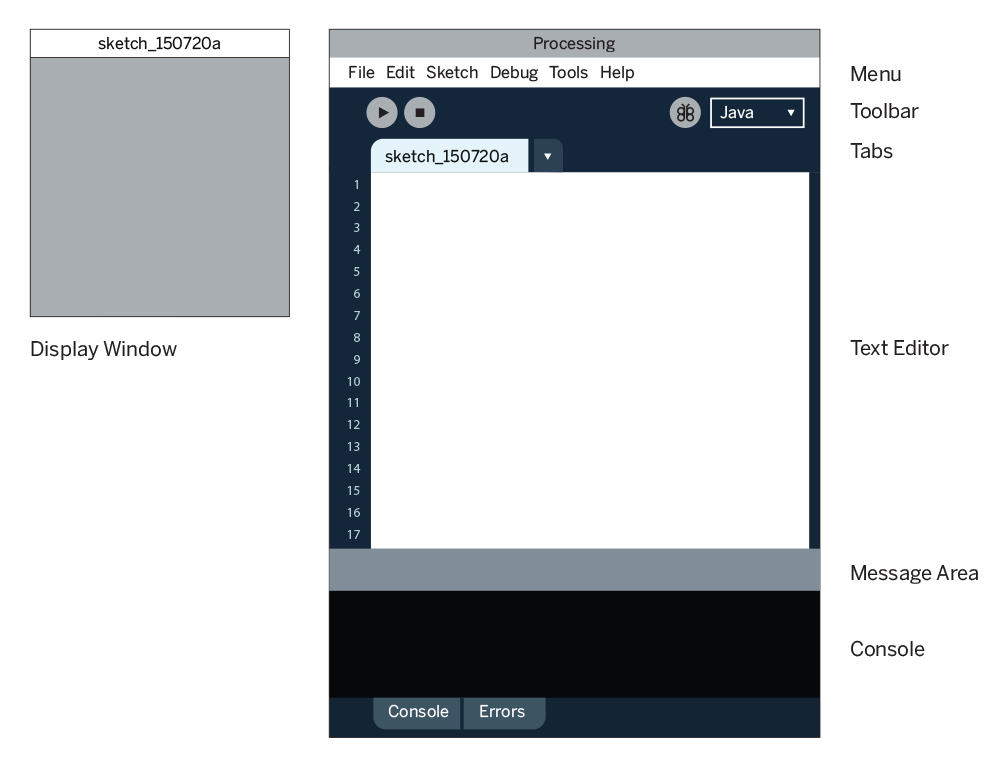 sketch_150720a
Display Window
Processing
File Edit Sketch Debug Tools Help
Java
sketch_150720a
1
2
3
4
5
6
7
8
9
10
11
12
13
14
15
16
17
Console Errors
Menu
Toolbar
Tabs
Text Editor
Message Area
Console